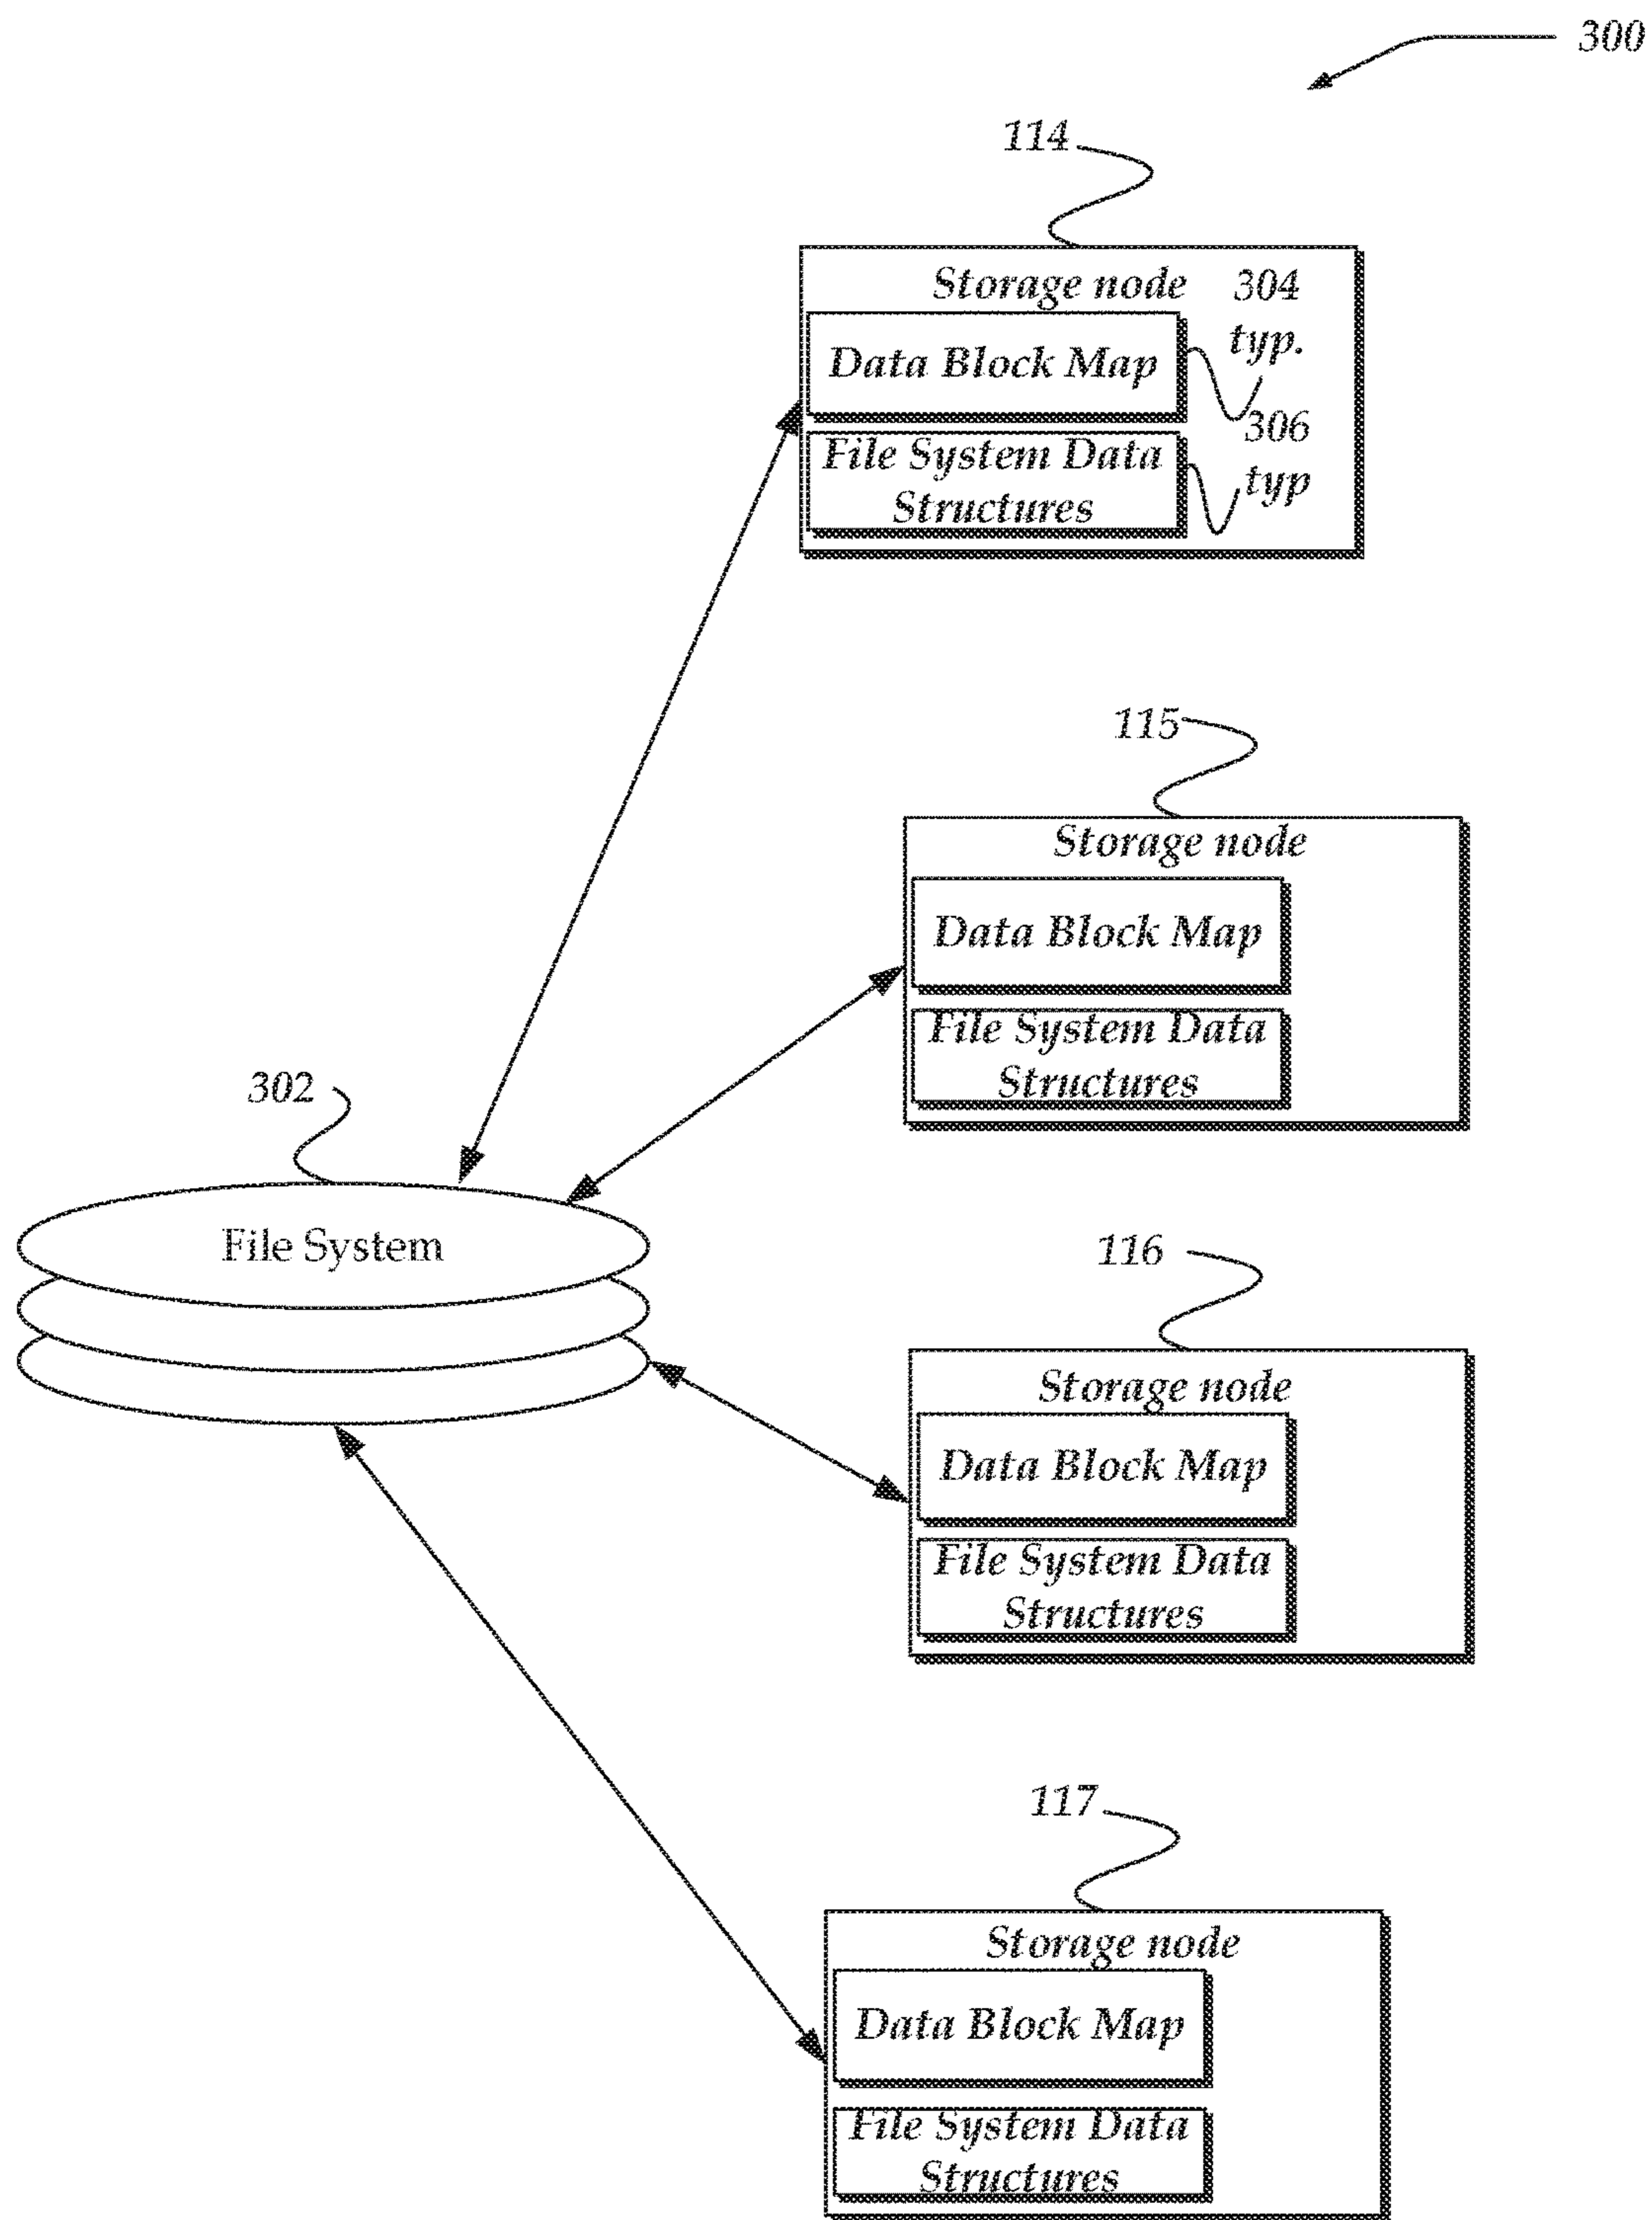 300
114
Storage node
304
typ.
Data Block Map
306
typ
File System Data
Structures
115
Storage node
Data Block Map
File System Data
Structures
302
File System
116
Storage node
Data Block Map
File System Data
Structures
117
Storage node
Data Block Map
File System Data
Structures